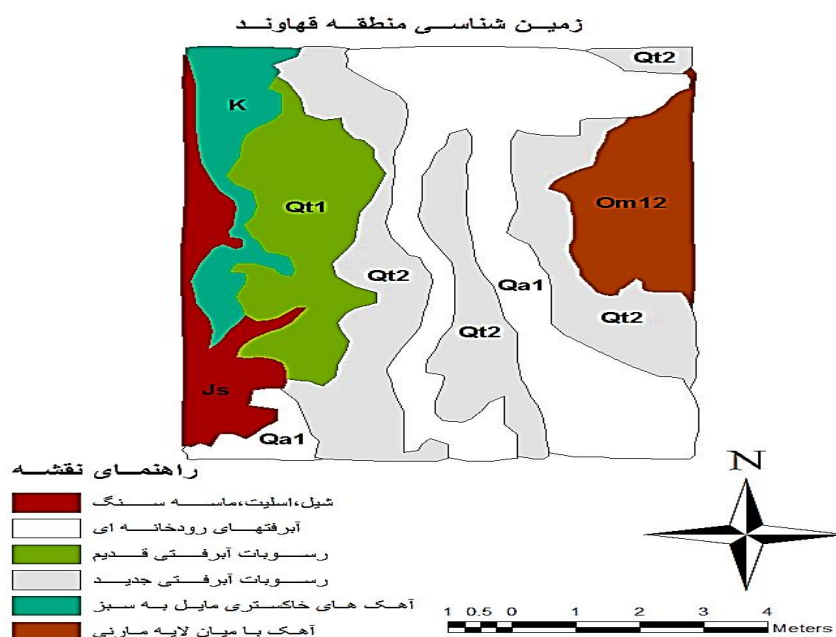 زمین شناسی منطقه قهاوند
Qt2
K
Qt1
Om12
Qt2
Qa1
Qt2
Qt2
Js
Qa1
راهنمای نقشه
شیل،اسلیت،ماسه سنگ
آبرفتهای رودخانه ای
رسوبات آبرفتی قدیم
رسوبات آبرفتی جدید
آهک های خاکستری مایل به سبز
آهک با میان لایه مارنی
N
1 0.5 0 1 2 3 4
Meters